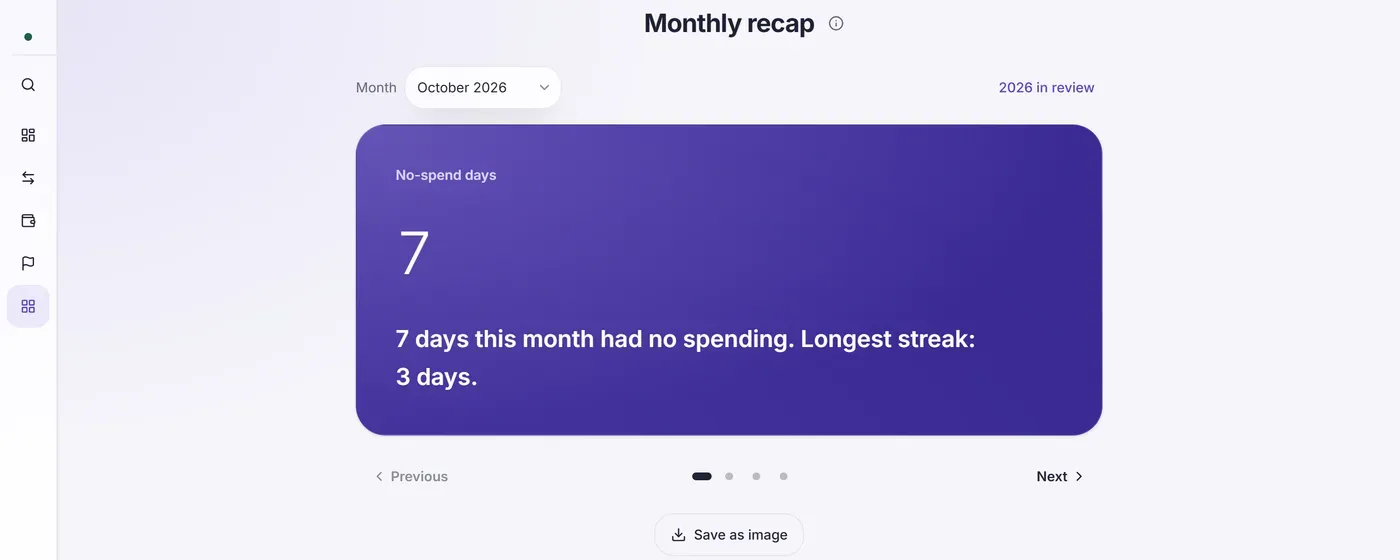 Monthly recap
Month
October 2026
2026 in review
No-spend days
7
7 days this month had no spending. Longest streak:
3 days.
Previous
Next
Save as image